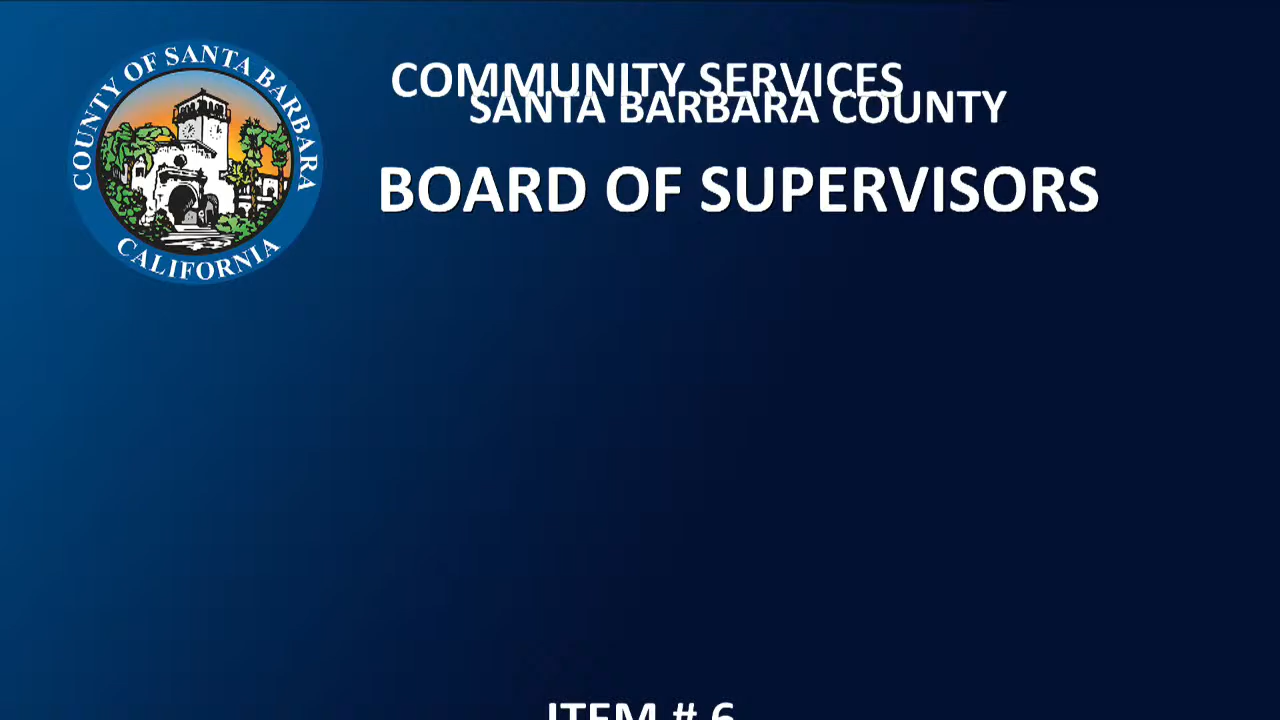 COUNTY OF SANTA BARBARA
CALIFORNIA
COMMUNITY SERVICES
SANTA BARBARA COUNTY
BOARD OF SUPERVISORS
ITEM # 6